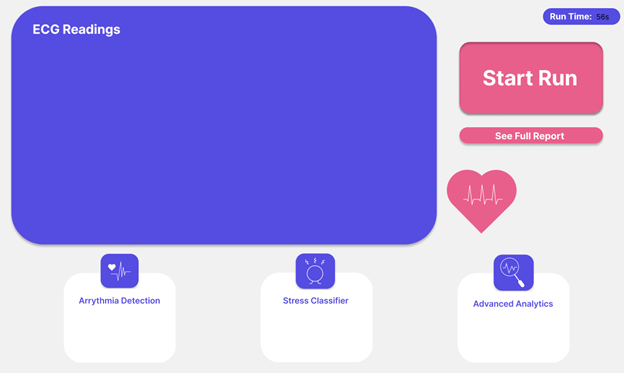 ECG Readings
Run Time: 56s
Start Run
See Full Report
Arrythmia Detection
Stress Classifier
Advanced Analytics